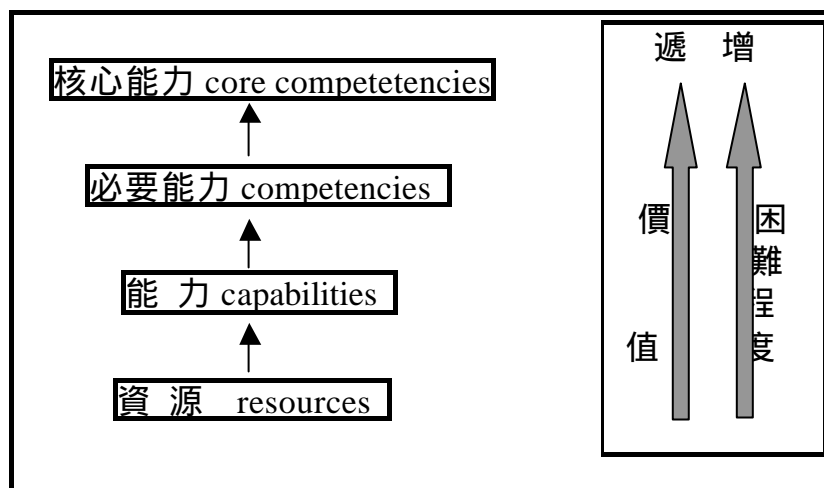 核心能力 core competetencies
必要能力 competencies
能 力 capabilities
資 源 resources
遞 增
價值
困難程度